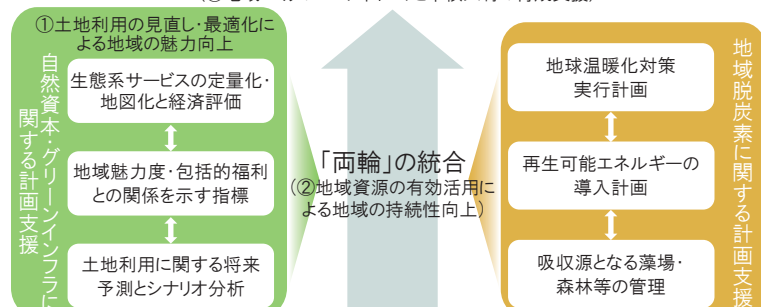 ①土地利用の見直し・最適化に
よる地域の魅力向上
自然資本・グリーンインフラに
関する計画支援
生態系サービスの定量化・
地図化と経済評価
地域魅力度・包括的福利
との関係を示す指標
土地利用に関する将来
予測とシナリオ分析
「両輪」の統合
(②地域資源の有効活用に
よる地域の持続性向上)
地球温暖化対策
実行計画
再生可能エネルギーの
導入計画
吸収源となる藻場・
森林等の管理
地域脱炭素に関する計画支援